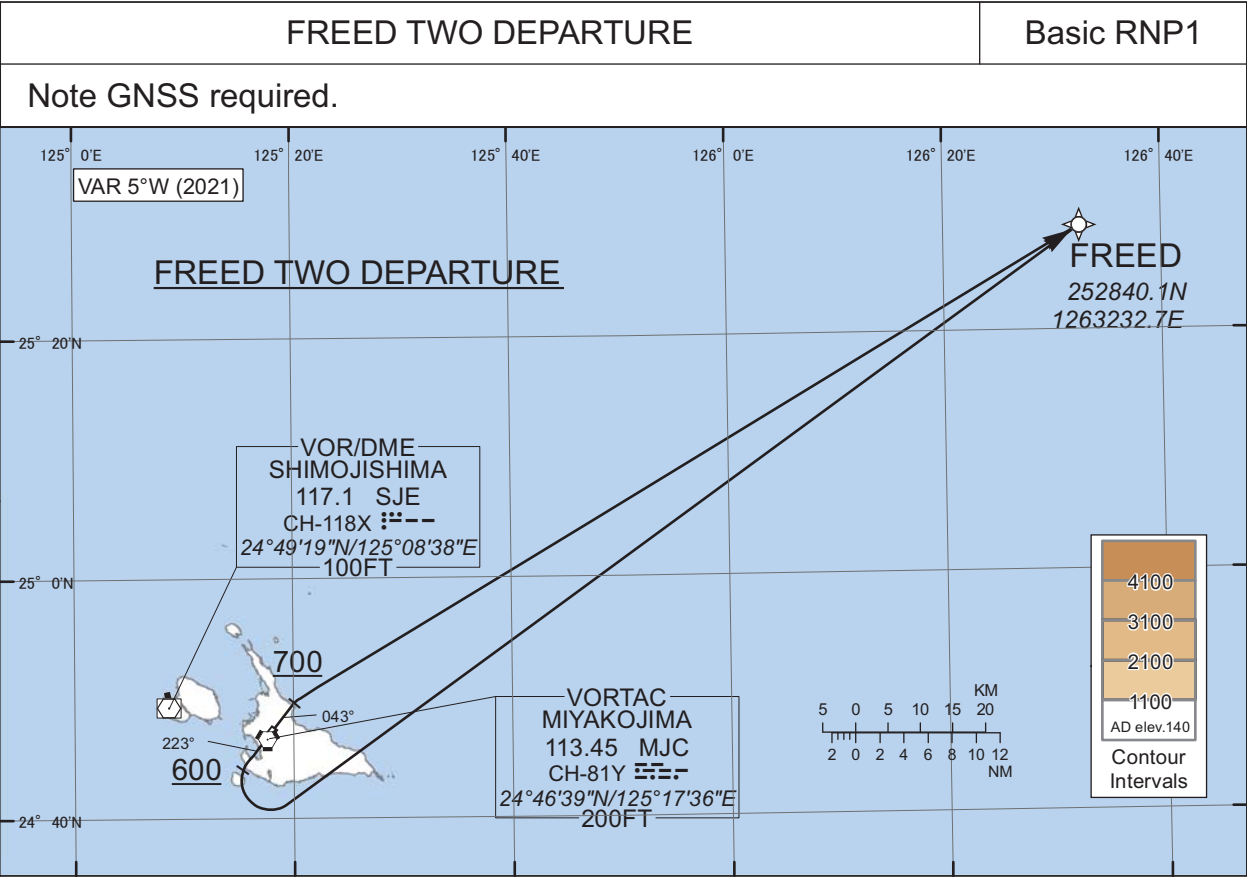 FREED TWO DEPARTURE
Basic RNP1
Note GNSS required.
125° 0'E
125° 20'E
125° 40'E
126° 0'E
126° 20'E
126° 40'E
VAR 5°W (2021)
FREED TWO DEPARTURE
FREED
252840.1N
1263232.7E
25° 20'N
VOR/DME
SHIMOJISHIMA
117.1 SJE
CH-118X
24°49'19"N/125°08'38"E
100FT
25° 0'N
4100
3100
2100
1100
AD elev.140
Contour
Intervals
700
043°
223°
600
VORTAC
MIYAKOJIMA
113.45 MJC
CH-81Y
24°46'39"N/125°17'36"E
200FT
KM
5 0 5 10 15 20
2 0 2 4 6 8 10 12
NM
24° 40'N